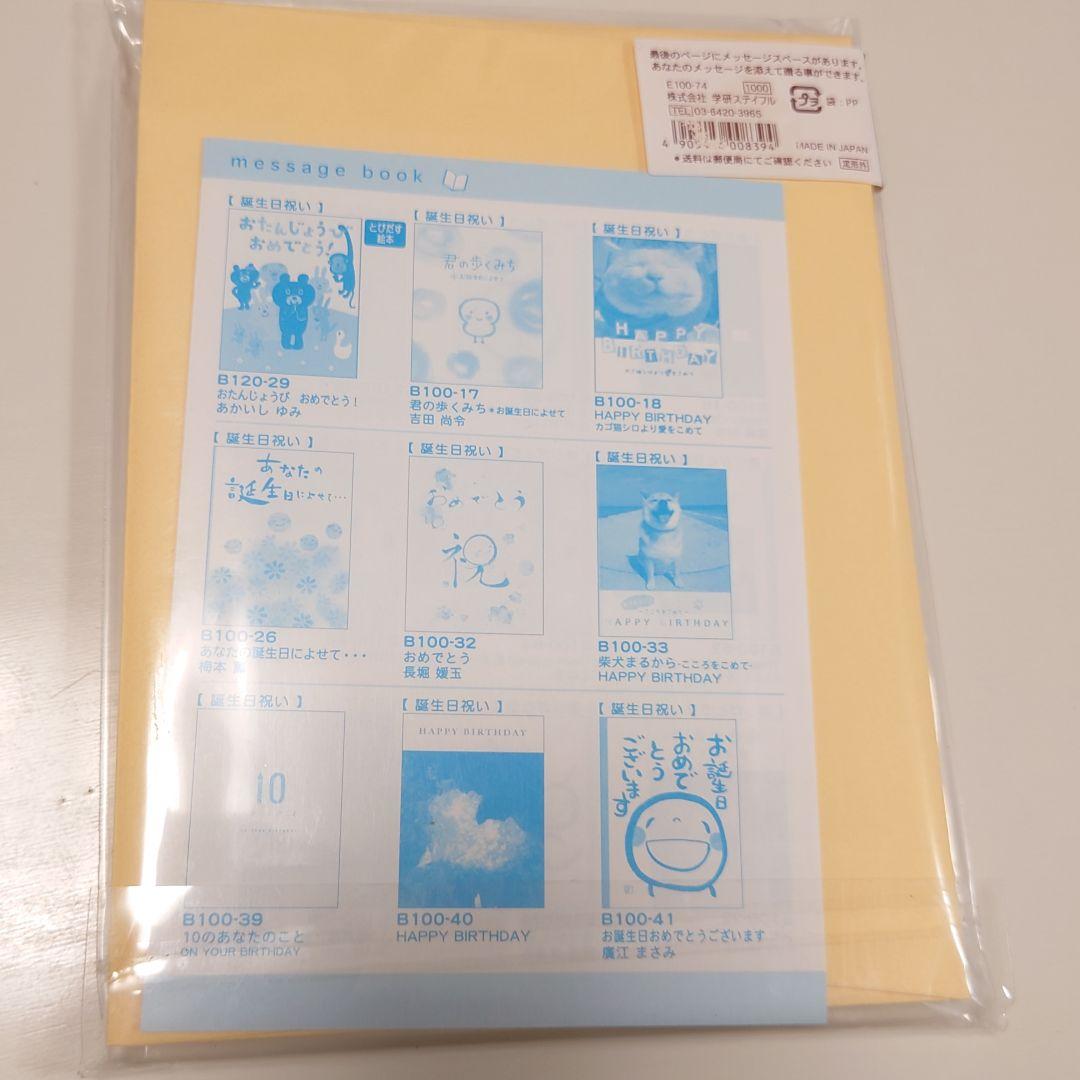 最後のページにメッセージスペースがあります。
あなたのメッセージを添えて贈る事ができます。
E100-74 1000
株式会社 学研ステイフル
TEL 03-6420-3965
袋:PP
008394
MADE IN JAPAN
*送料は郵便局にてご確認ください 定形外
message book
【 誕生日祝い 】
おたんじょうび
おめでとう!
とびだす
絵本
B120-29
おたんじょうび おめでとう!
あかいし ゆみ
【 誕生日祝い 】
君の歩くみち
B100-17
君の歩くみち*お誕生日によせて
吉田 尚令
【 誕生日祝い 】
HAPPY
BIRTHDAY
B100-18
HAPPY BIRTHDAY
カゴ猫シロより愛をこめて
【 誕生日祝い 】
あなたの
誕生日によせて・・・
B100-26
あなたの誕生日によせて・・・
梅本
【 誕生日祝い 】
おめでとう
祝
B100-32
おめでとう
長堀 媛玉
【 誕生日祝い 】
HAPPY BIRTHDAY
B100-33
柴犬まるから-こころをこめて-
HAPPY BIRTHDAY
【 誕生日祝い 】
10
B100-39
10のあなたのこと
ON YOUR BIRTHDAY
【 誕生日祝い 】
HAPPY BIRTHDAY
B100-40
HAPPY BIRTHDAY
【 誕生日祝い 】
お誕生日
おめでとう
ございます
B100-41
お誕生日おめでとうございます
廣江 まさみ